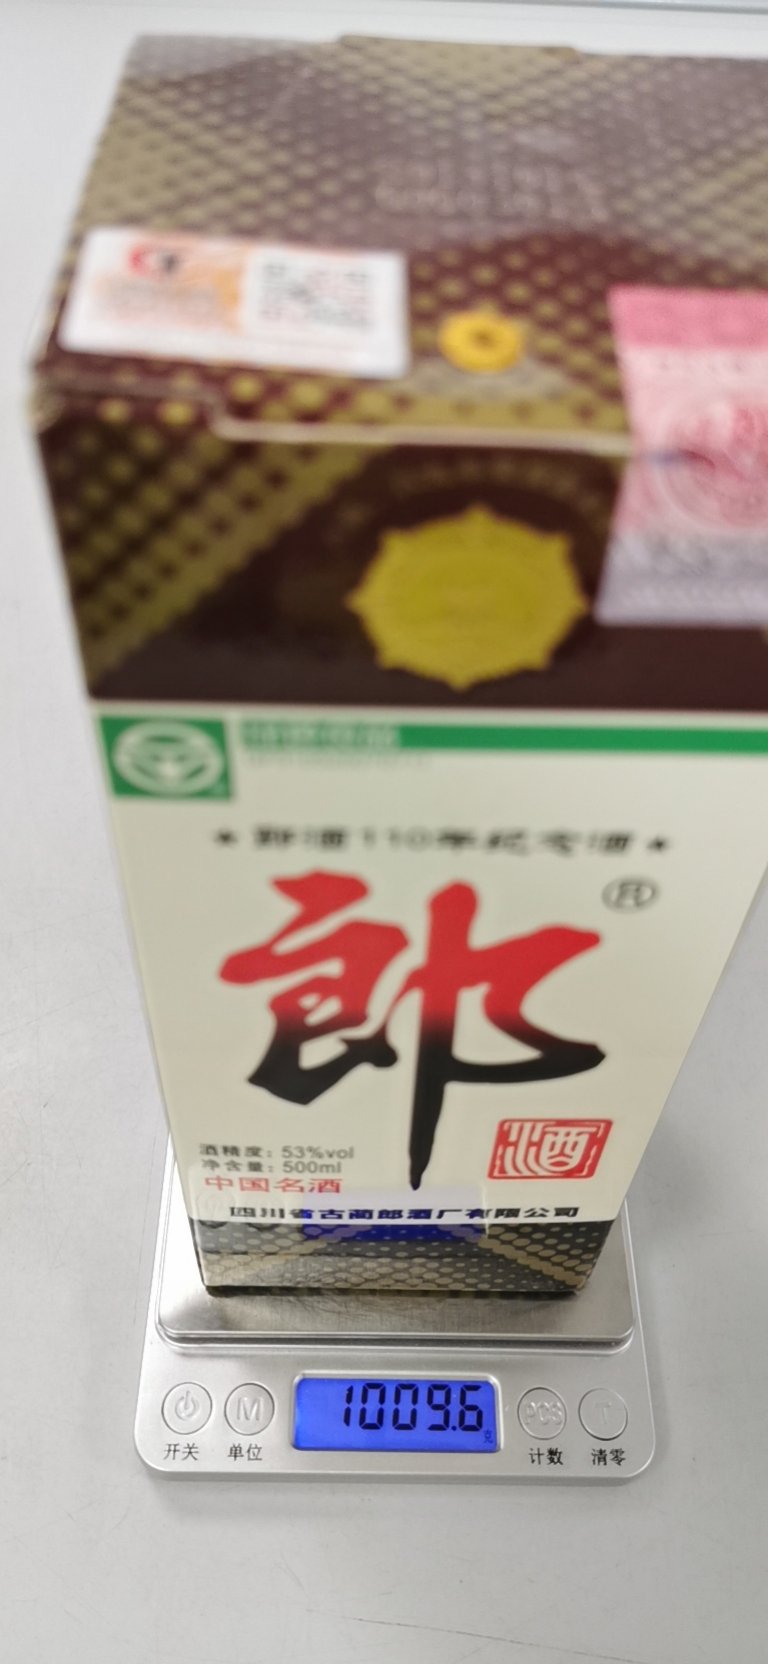 郎酒110年纪念酒
郎
®
酒
酒精度：53%vol
净含量：500ml
中国名酒
四川省古蔺郎酒厂有限公司
1009.6
M
PCS
T
开关
单位
计数
清零